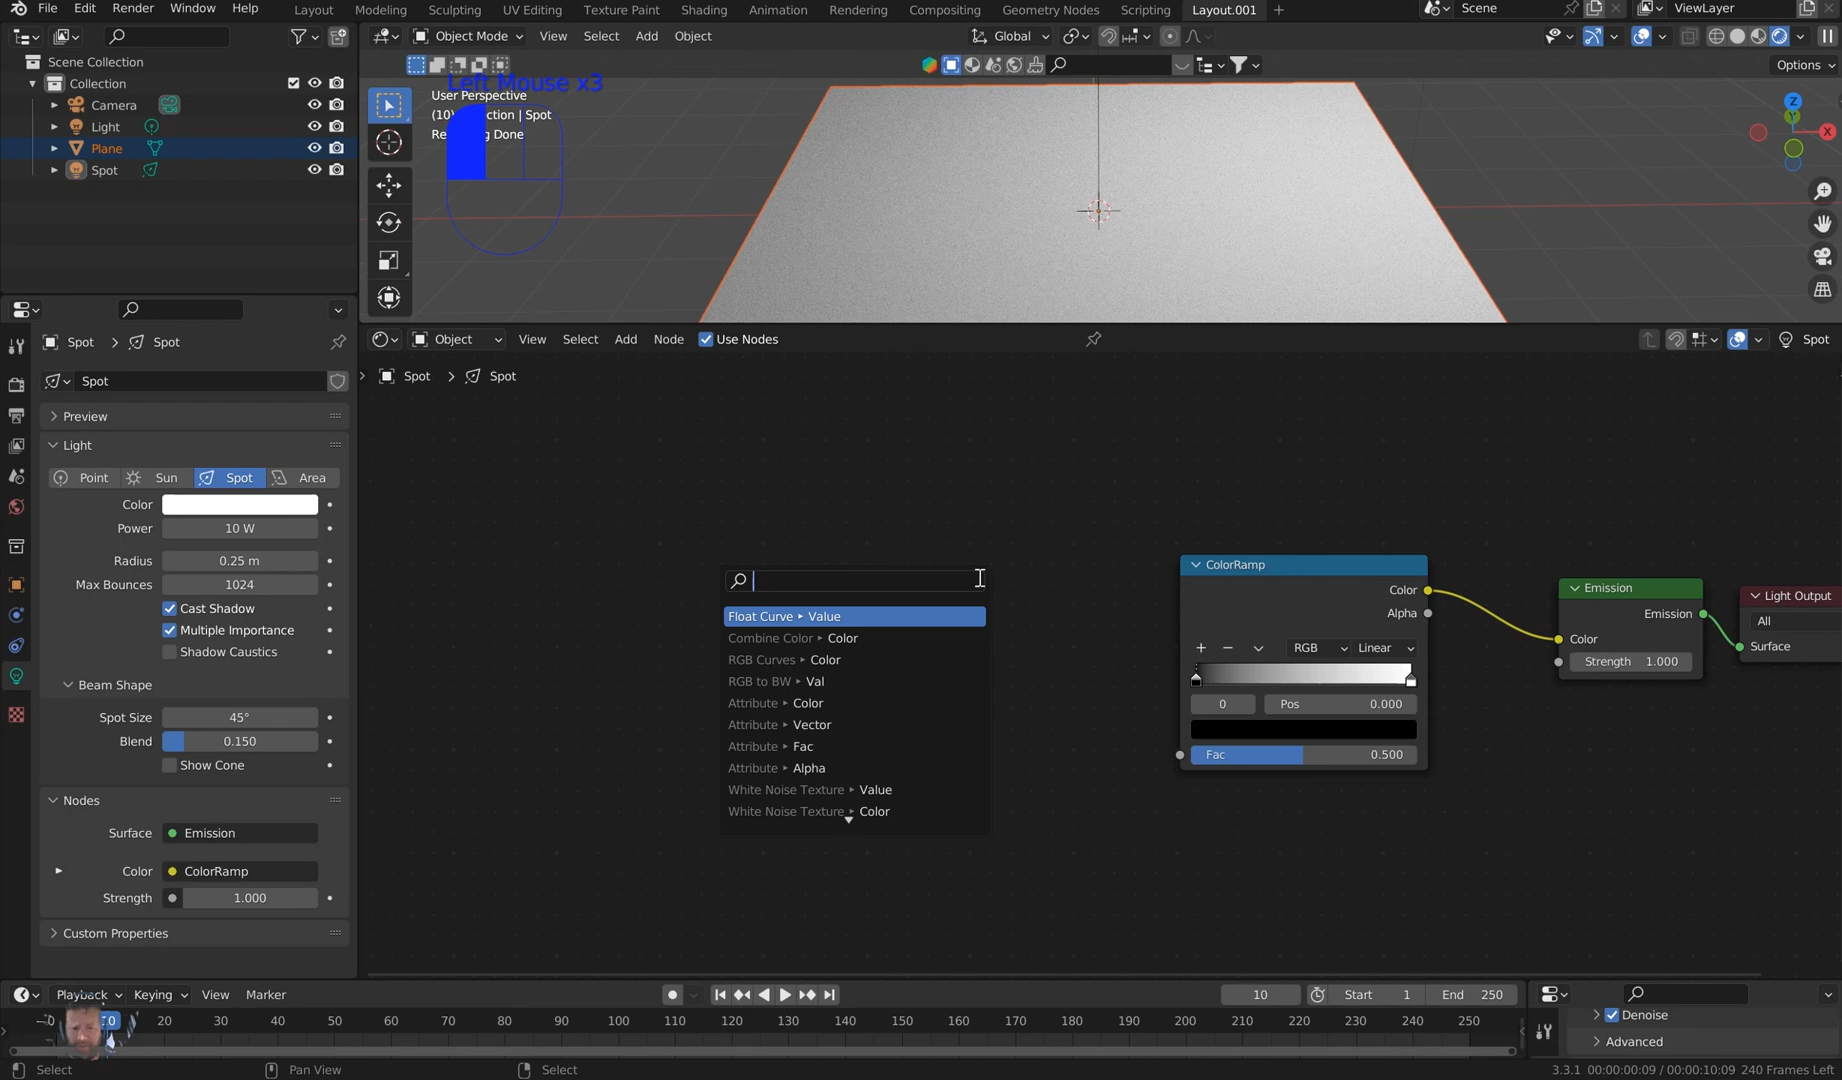 File Edit Render Window Help Layout Modeling Sculpting UV Editing Texture Paint Shading Animation Rendering Compositing Geometry Nodes Scripting Layout.001 + Scene ViewLayer
Object Mode View Select Add Object Global
Scene Collection
Options
Collection
Left Mouse x3
User Perspective
Camera
Light
Plane
Spot
Rendering Done
X
Z
Object View Select Add Node Use Nodes Spot
Spot > Spot
Spot
Spot > Spot
Preview
Light
Point Sun Spot Area
Color
Power 10 W
Radius 0.25 m
Max Bounces 1024
Cast Shadow
Multiple Importance
Shadow Caustics
Beam Shape
Spot Size 45°
Blend 0.150
Show Cone
Nodes
Surface Emission
Color ColorRamp
Strength 1.000
Custom Properties
Float Curve ▸ Value
Combine Color ▸ Color
RGB Curves ▸ Color
RGB to BW ▸ Val
Attribute ▸ Color
Attribute ▸ Vector
Attribute ▸ Fac
Attribute ▸ Alpha
White Noise Texture ▸ Value
White Noise Texture ▸ Color
ColorRamp
Color
Alpha
RGB Linear
0 Pos 0.000
Fac 0.500
Emission
Emission
Color
Strength 1.000
Light Output
All
Surface
Playback Keying View Marker 10 Start 1 End 250
20 30 40 50 60 70 80 90 100 110 120 130 140 150 160 170 180 190 200 210 220 230 240 250
Denoise
Advanced
Select Pan View Select 3.3.1 00:00:00:09 / 00:00:10:09 240 Frames Left